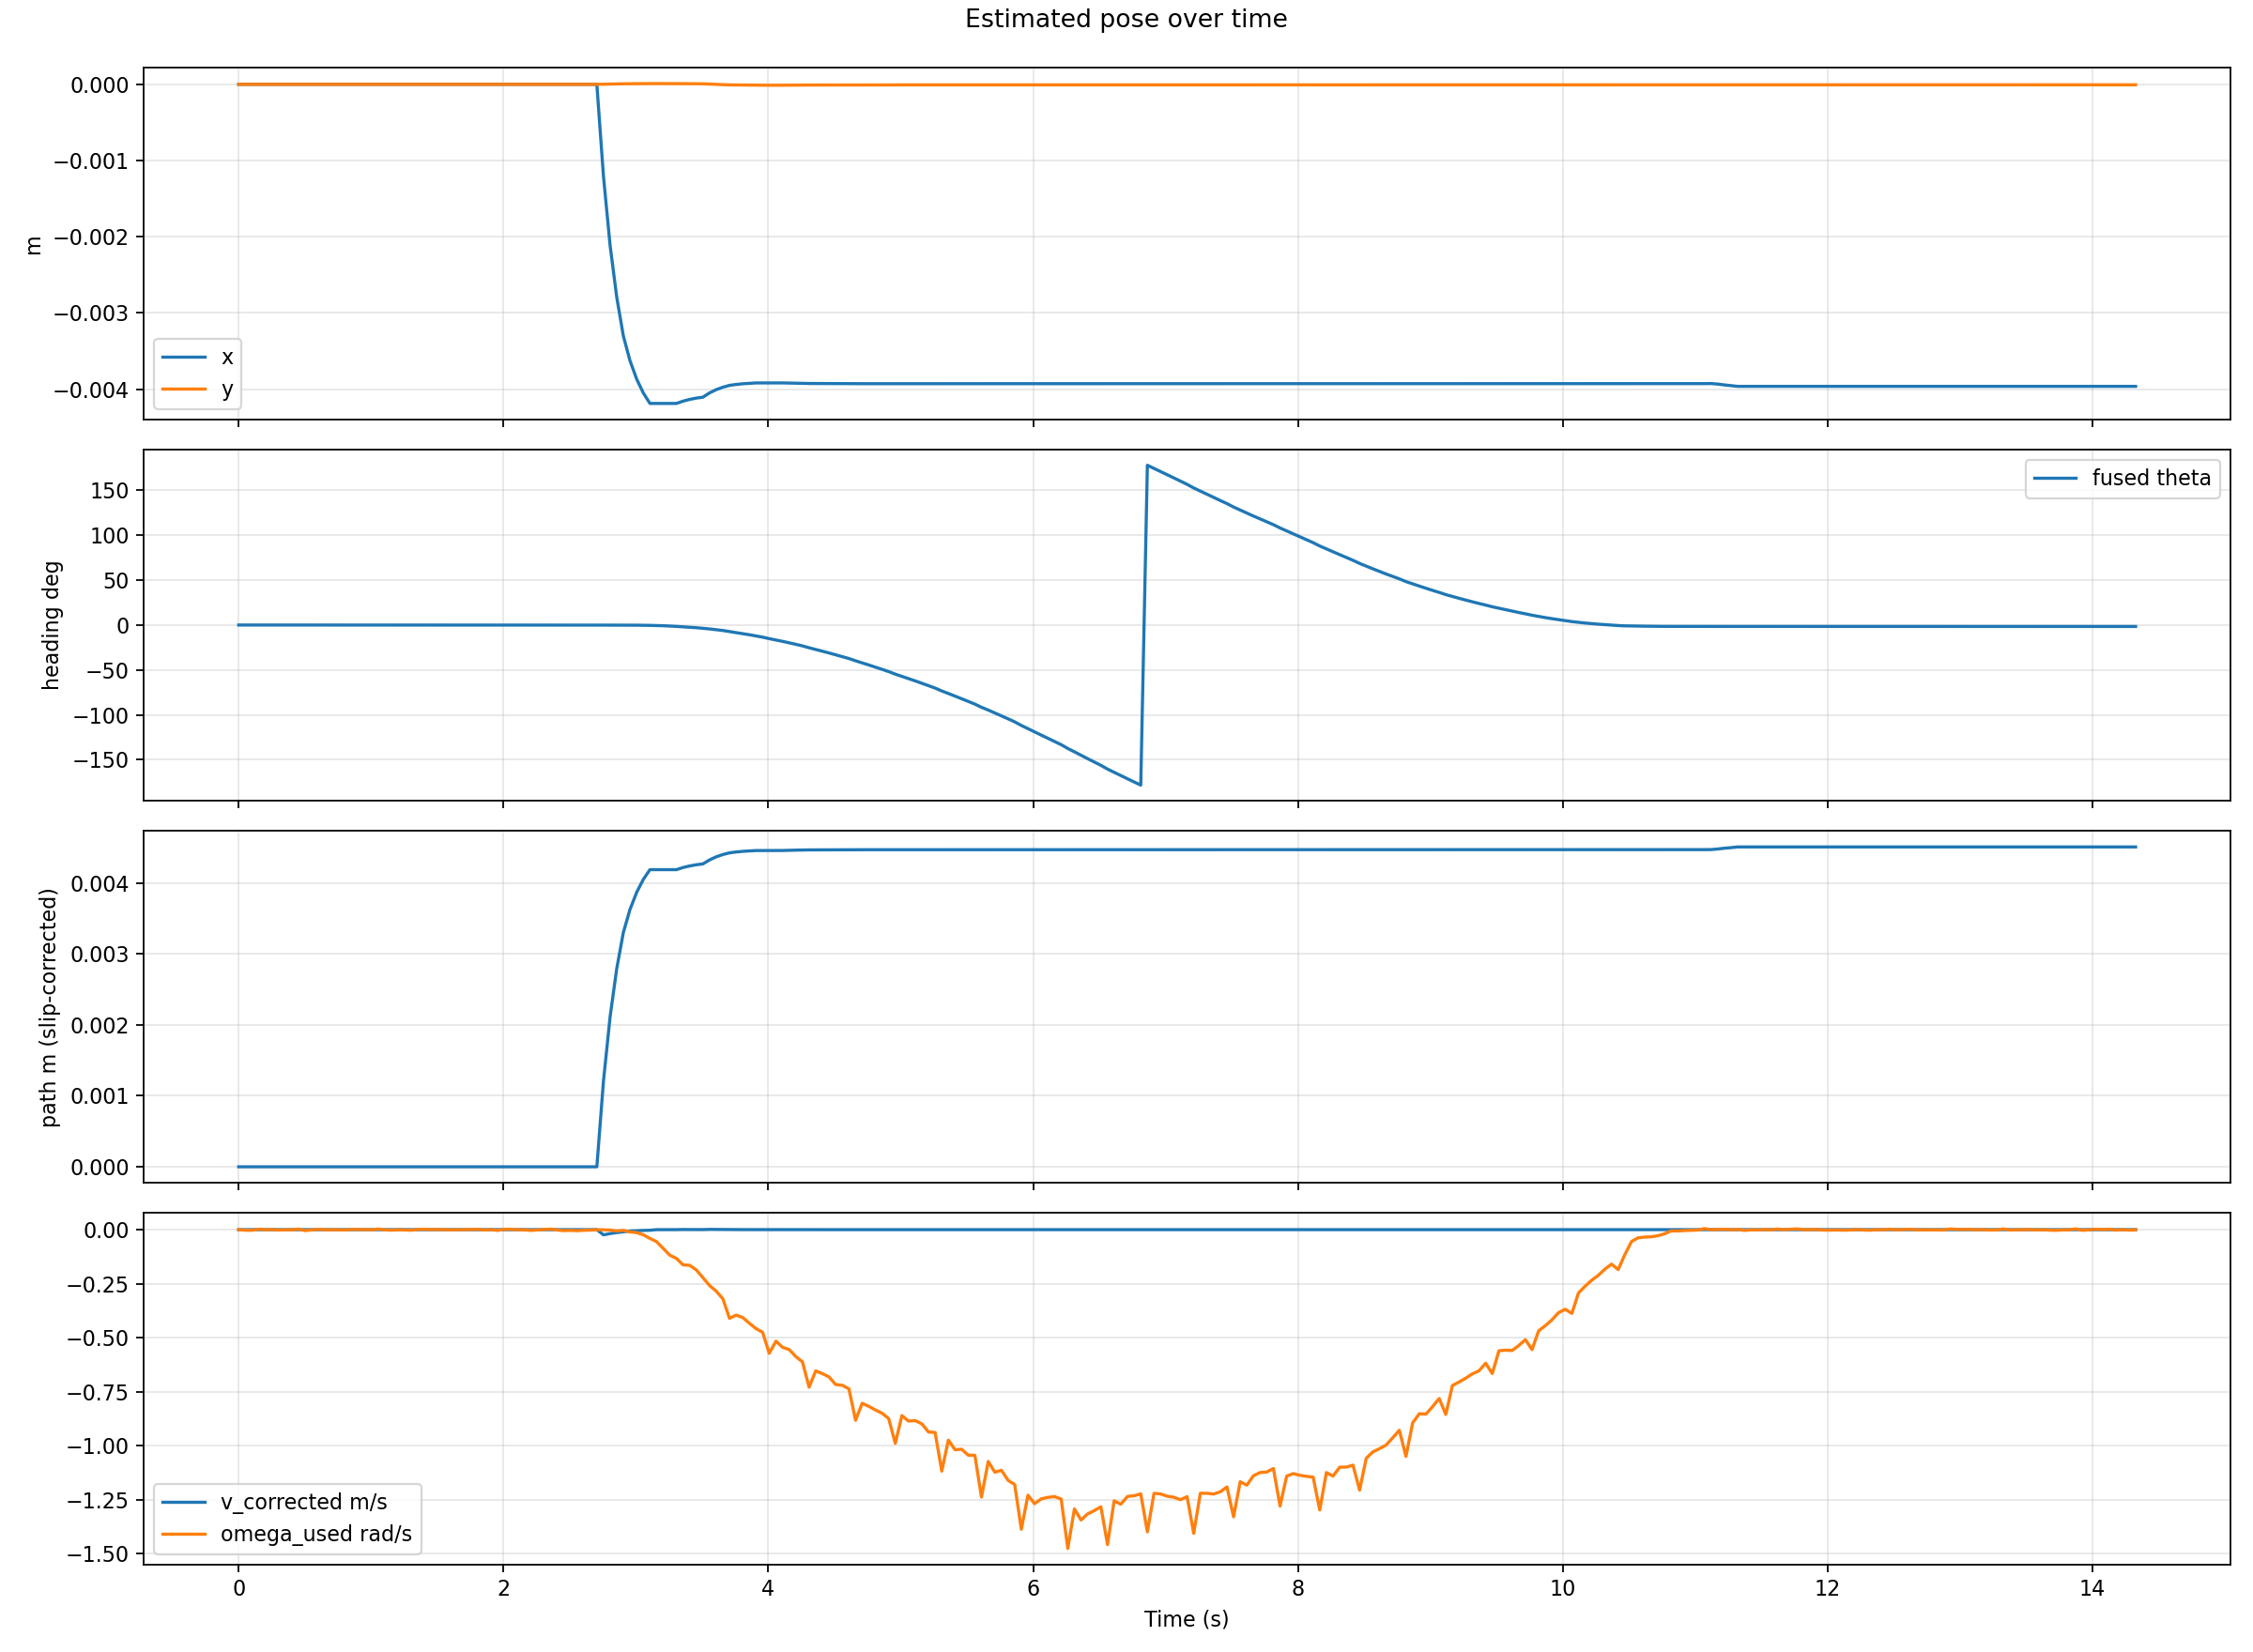 Estimated pose over time
0.000
−0.001
−0.002
−0.003
−0.004
m
x
y
150
100
50
0
−50
−100
−150
heading deg
fused theta
0.004
0.003
0.002
0.001
0.000
path m (slip-corrected)
0.00
−0.25
−0.50
−0.75
−1.00
−1.25
−1.50
v_corrected m/s
omega_used rad/s
0 2 4 6 8 10 12 14
Time (s)